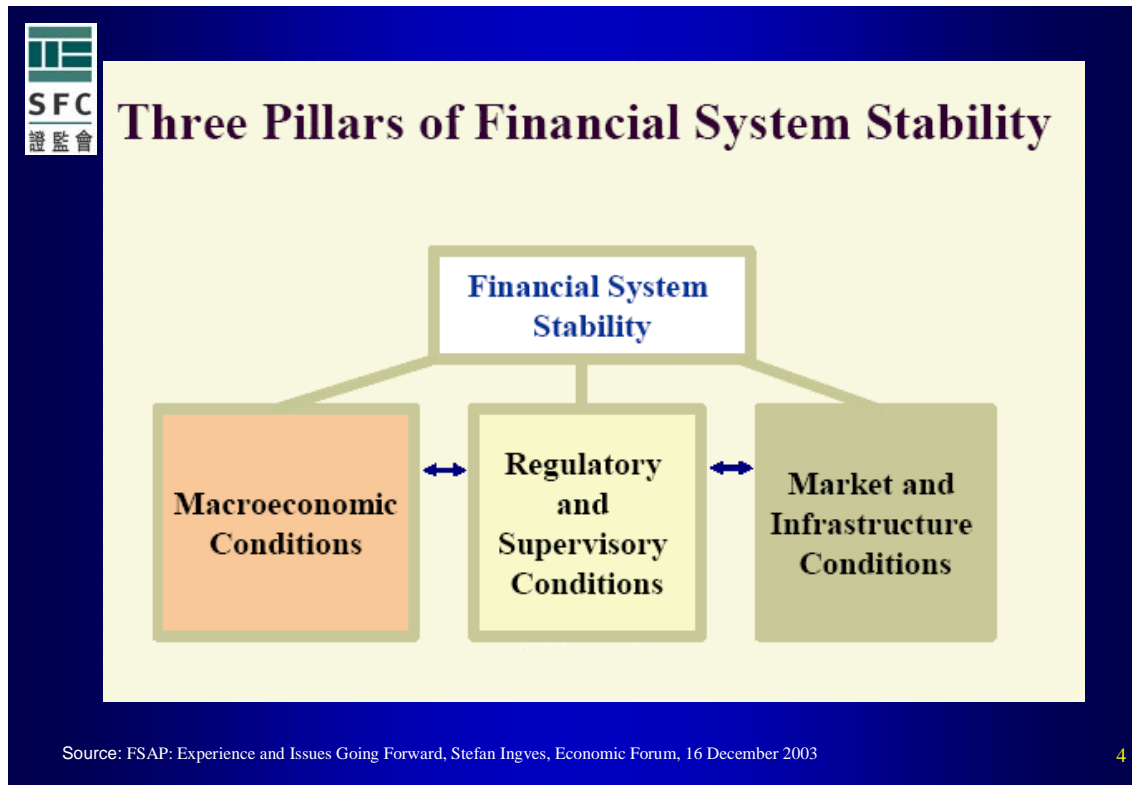 SFC
證監會
Three Pillars of Financial System Stability
Financial System
Stability
Macroeconomic
Conditions
Regulatory
and
Supervisory
Conditions
Market and
Infrastructure
Conditions
Source: FSAP: Experience and Issues Going Forward, Stefan Ingves, Economic Forum, 16 December 2003
4